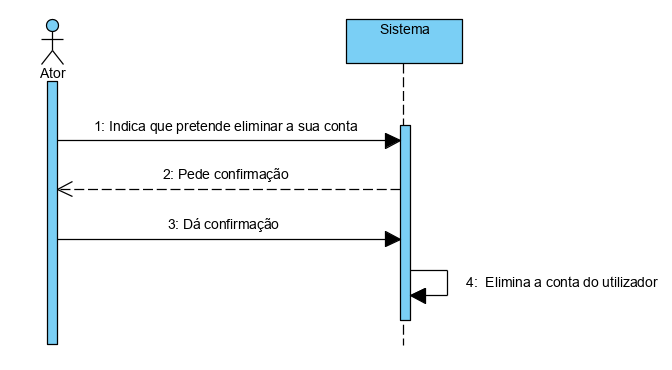 Sistema
Ator
1: Indica que pretende eliminar a sua conta
2: Pede confirmação
3: Dá confirmação
4:  Elimina a conta do utilizador